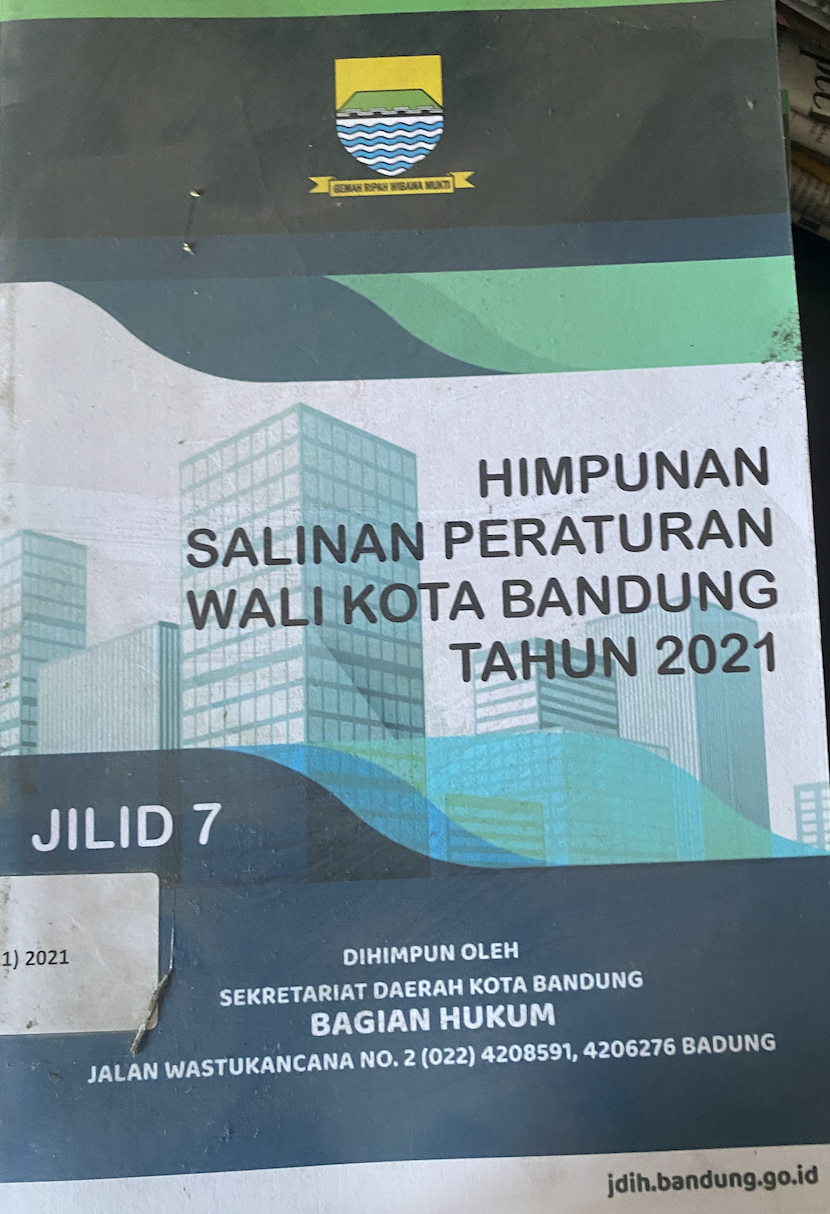 GEMAH RIPAH WIBAWA MUKTI
HIMPUNAN
SALINAN PERATURAN
WALI KOTA BANDUNG
TAHUN 2021
JILID 7
1) 2021
DIHIMPUN OLEH
SEKRETARIAT DAERAH KOTA BANDUNG
BAGIAN HUKUM
JALAN WASTUKANCANA NO. 2 (022) 4208591, 4206276 BADUNG
jdih.bandung.go.id